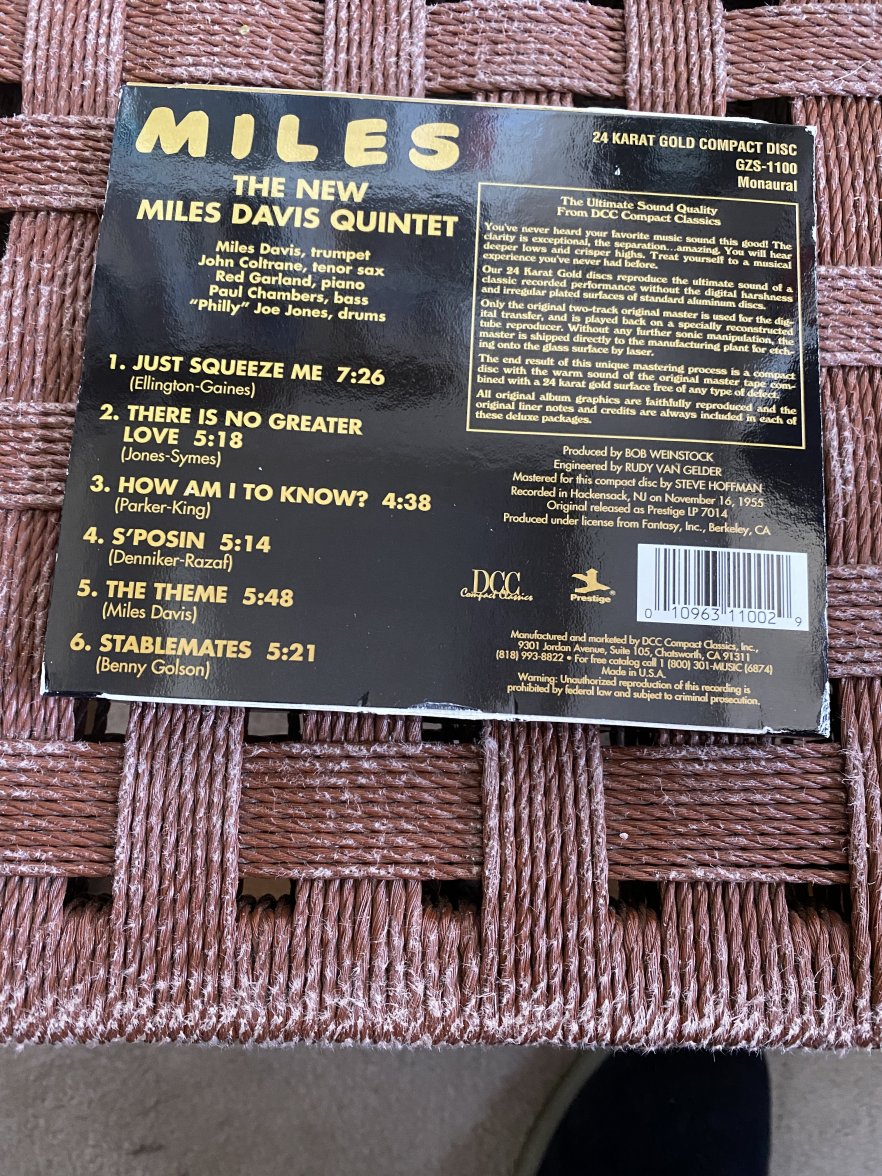 MILES
THE NEW
MILES DAVIS QUINTET
Miles Davis, trumpet
John Coltrane, tenor sax
Red Garland, piano
Paul Chambers, bass
"Philly" Joe Jones, drums
1. JUST SQUEEZE ME 7:26
(Ellington-Gaines)
2. THERE IS NO GREATER
LOVE 5:18
(Jones-Symes)
3. HOW AM I TO KNOW? 4:38
(Parker-King)
4. S'POSIN 5:14
(Denniker-Razaf)
5. THE THEME 5:48
(Miles Davis)
6. STABLEMATES 5:21
(Benny Golson)
24 KARAT GOLD COMPACT DISC
GZS-1100
Monaural
The Ultimate Sound Quality
From DCC Compact Classics
You've never heard your favorite music sound this good! The
clarity is exceptional, the separation...amazing. You will hear
deeper lows and crisper highs. Treat yourself to a musical
experience you've never had before.
Our 24 Karat Gold discs reproduce the ultimate sound of a
classic recorded performance without the digital harshness
and irregular plated surfaces of standard aluminum discs.
Only the original two-track original master is used for the dig-
ital transfer, and is played back on a specially reconstructed
tube reproducer. Without any further sonic manipulation, the
master is shipped directly to the manufacturing plant for etch-
ing onto the glass surface by laser.
The end result of this unique mastering process is a compact
disc with the warm sound of the original master tape com-
bined with a 24 karat gold surface free of any type of defect.
All original album graphics are faithfully reproduced and the
original liner notes and credits are always included in each of
these deluxe packages.
Produced by BOB WEINSTOCK
Engineered by RUDY VAN GELDER
Mastered for this compact disc by STEVE HOFFMAN
Recorded in Hackensack, NJ on November 16, 1955
Original released as Prestige LP 7014
Produced under license from Fantasy, Inc., Berkeley, CA
DCC
Compact Classics
Prestige®
0 10963 11002 9
Manufactured and marketed by DCC Compact Classics, Inc.,
9301 Jordan Avenue, Suite 105, Chatsworth, CA 91311
(818) 993-8822 • For free catalog call 1 (800) 301-MUSIC (6874)
Made in U.S.A.
Warning: Unauthorized reproduction of this recording is
prohibited by federal law and subject to criminal prosecution.